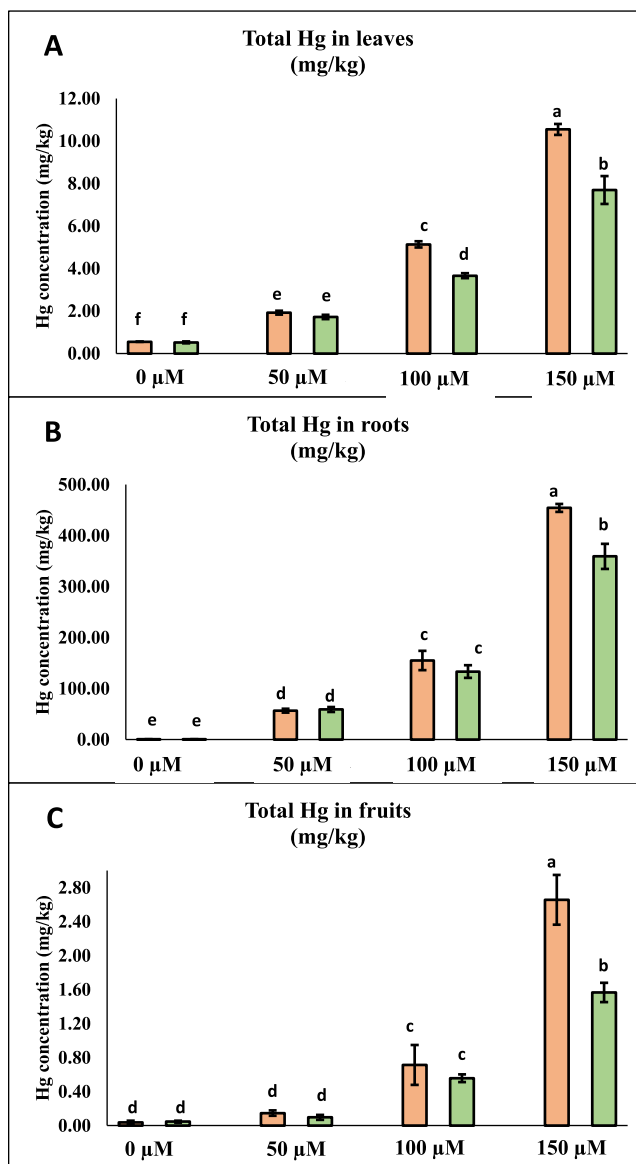 A
Total Hg in leaves
(mg/kg)
Hg concentration (mg/kg)
12.00
10.00
8.00
6.00
4.00
2.00
0.00
f f e e c d a b
0 µM 50 µM 100 µM 150 µM
B
Total Hg in roots
(mg/kg)
Hg concentration (mg/kg)
500.00
400.00
300.00
200.00
100.00
0.00
e e d d c c a b
0 µM 50 µM 100 µM 150 µM
C
Total Hg in fruits
(mg/kg)
Hg concentration (mg/kg)
2.80
2.40
2.00
1.60
1.20
0.80
0.40
0.00
d d d d c c a b
0 µM 50 µM 100 µM 150 µM